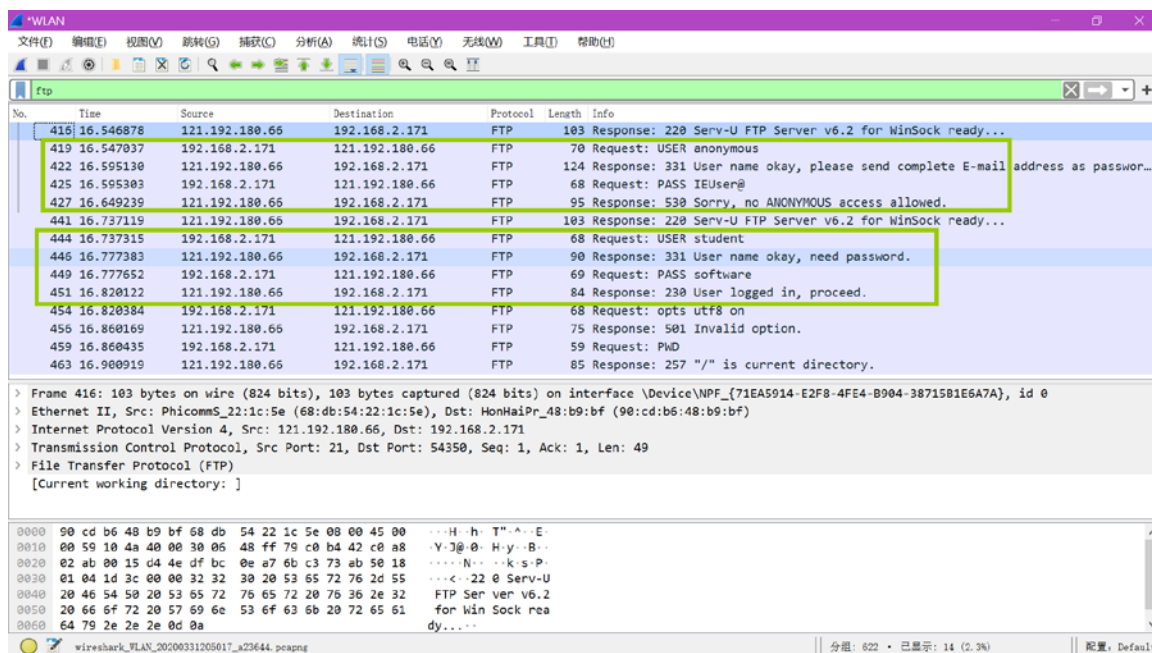 *WLAN
文件(F) 编辑(E) 视图(V) 跳转(G) 捕获(C) 分析(A) 统计(S) 电话(Y) 无线(W) 工具(T) 帮助(H)
ftp
No. Time Source Destination Protocol Length Info
416 16.546878 121.192.180.66 192.168.2.171 FTP 103 Response: 220 Serv-U FTP Server v6.2 for WinSock ready...
419 16.547037 192.168.2.171 121.192.180.66 FTP 70 Request: USER anonymous
422 16.595130 121.192.180.66 192.168.2.171 FTP 124 Response: 331 User name okay, please send complete E-mail address as passwor…
425 16.595303 192.168.2.171 121.192.180.66 FTP 68 Request: PASS IEUser@
427 16.649239 121.192.180.66 192.168.2.171 FTP 95 Response: 530 Sorry, no ANONYMOUS access allowed.
441 16.737119 121.192.180.66 192.168.2.171 FTP 103 Response: 220 Serv-U FTP Server v6.2 for WinSock ready...
444 16.737315 192.168.2.171 121.192.180.66 FTP 68 Request: USER student
446 16.777383 121.192.180.66 192.168.2.171 FTP 90 Response: 331 User name okay, need password.
449 16.777652 192.168.2.171 121.192.180.66 FTP 69 Request: PASS software
451 16.820122 121.192.180.66 192.168.2.171 FTP 84 Response: 230 User logged in, proceed.
454 16.820384 192.168.2.171 121.192.180.66 FTP 68 Request: opts utf8 on
456 16.860169 121.192.180.66 192.168.2.171 FTP 75 Response: 501 Invalid option.
459 16.860435 192.168.2.171 121.192.180.66 FTP 59 Request: PWD
463 16.900919 121.192.180.66 192.168.2.171 FTP 85 Response: 257 "/" is current directory.
> Frame 416: 103 bytes on wire (824 bits), 103 bytes captured (824 bits) on interface \Device\NPF_{71EA5914-E2F8-4FE4-B904-38715B1E6A7A}, id 0
> Ethernet II, Src: PhicommS_22:1c:5e (68:db:54:22:1c:5e), Dst: HonHaiPr_48:b9:bf (90:cd:b6:48:b9:bf)
> Internet Protocol Version 4, Src: 121.192.180.66, Dst: 192.168.2.171
> Transmission Control Protocol, Src Port: 21, Dst Port: 54350, Seq: 1, Ack: 1, Len: 49
> File Transfer Protocol (FTP)
[Current working directory: ]
0000 90 cd b6 48 b9 bf 68 db 54 22 1c 5e 08 00 45 00 ···H··h· T"·^··E·
0010 00 59 10 4a 40 00 30 06 48 ff 79 c0 b4 42 c0 a8 ·Y·J@·0· H·y··B··
0020 02 ab 00 15 d4 4e df bc 0e a7 6b c3 73 ab 50 18 ·····N·· ··k·s·P·
0030 01 04 1d 3c 00 00 32 32 30 20 53 65 72 76 2d 55 ···<··22 0 Serv-U
0040 20 46 54 50 20 53 65 72 76 65 72 20 76 36 2e 32 FTP Ser ver v6.2
0050 20 66 6f 72 20 57 69 6e 53 6f 63 6b 20 72 65 61 for Win Sock rea
0060 64 79 2e 2e 2e 0d 0a dy.....
wireshark_WLAN_20200331205017_a23644.pcapng 分组: 622 · 已显示: 14 (2.3%) 配置: Defaul